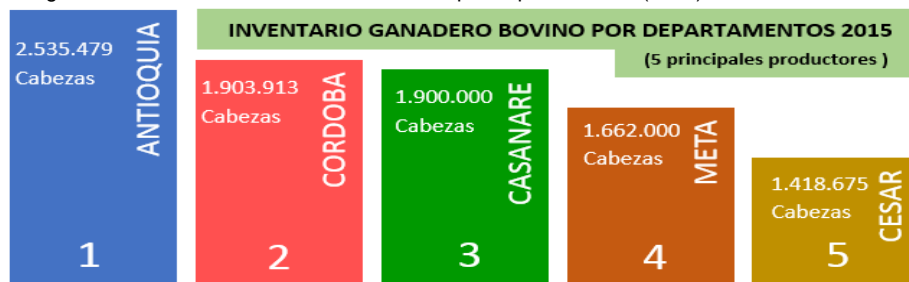 INVENTARIO GANADERO BOVINO POR DEPARTAMENTOS 2015
(5 principales productores )
2.535.479
Cabezas
ANTIOQUIA
1
1.903.913
Cabezas
CORDOBA
2
1.900.000
Cabezas
CASANARE
3
1.662.000
Cabezas
META
4
1.418.675
Cabezas
CESAR
5